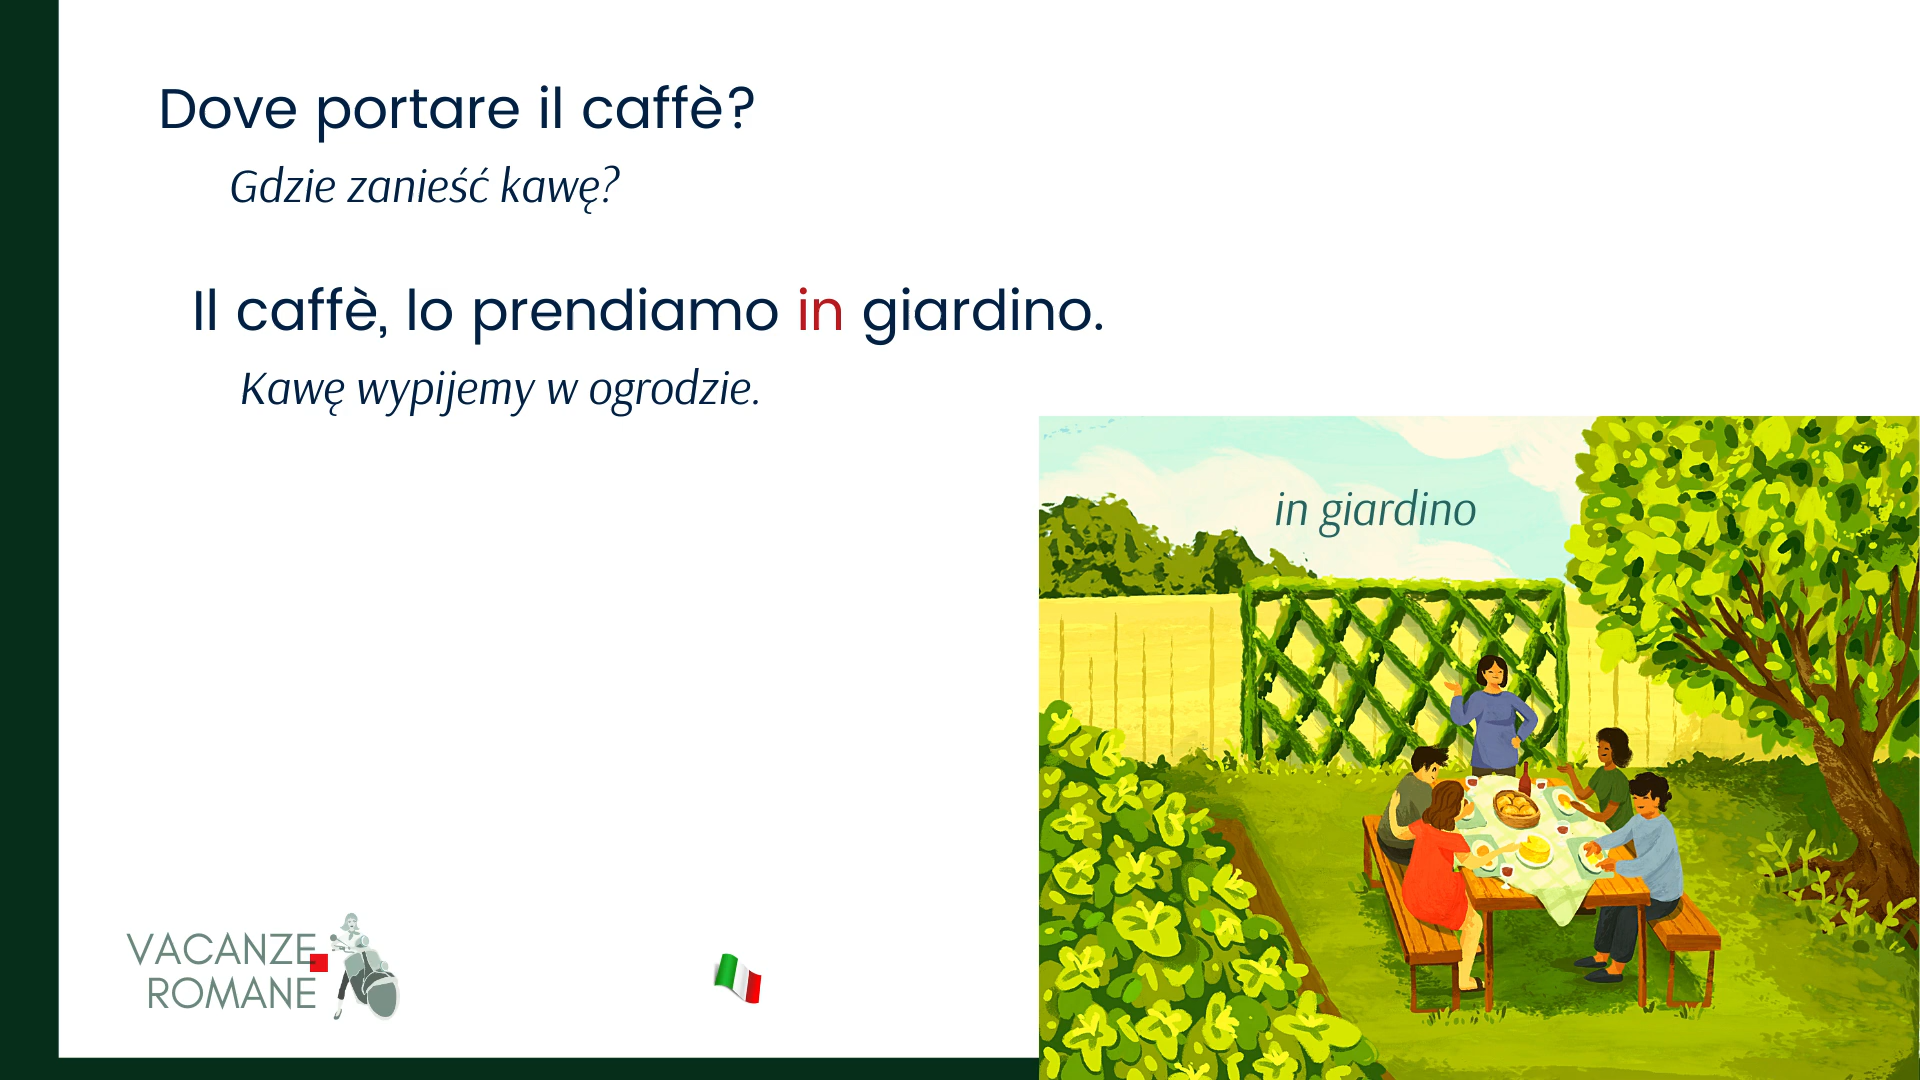 Dove portare il caffè?
Gdzie zanieść kawę?
Il caffè, lo prendiamo in giardino.
Kawę wypijemy w ogrodzie.
in giardino
VACANZE
ROMANE